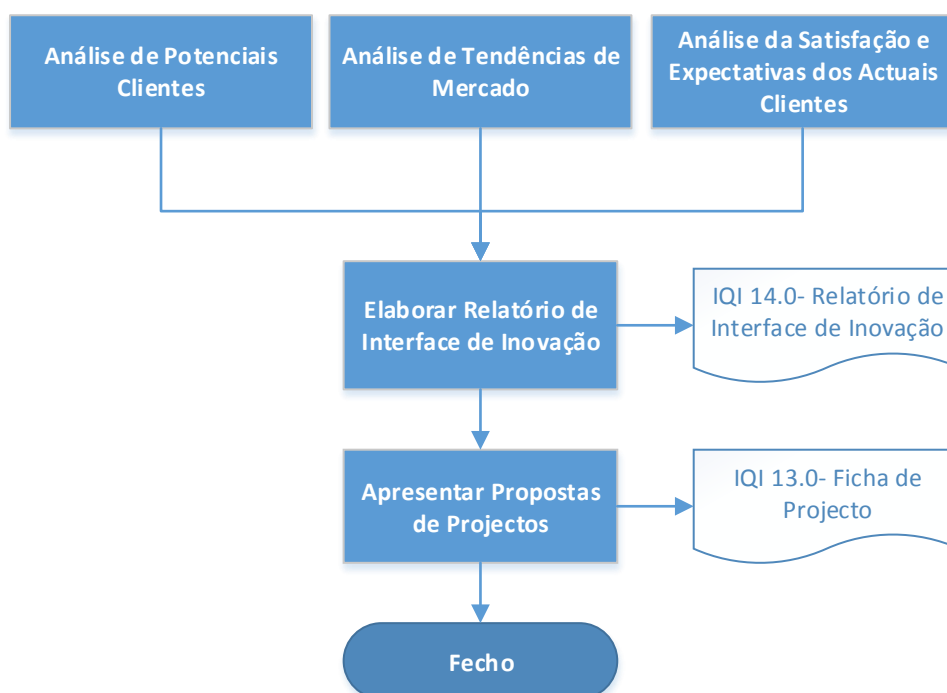 Análise de Potenciais
Clientes
Análise de Tendências de
Mercado
Análise da Satisfação e
Expectativas dos Actuais
Clientes
Elaborar Relatório de
Interface de Inovação
IQI 14.0- Relatório de
Interface de Inovação
Apresentar Propostas
de Projectos
IQI 13.0- Ficha de
Projecto
Fecho